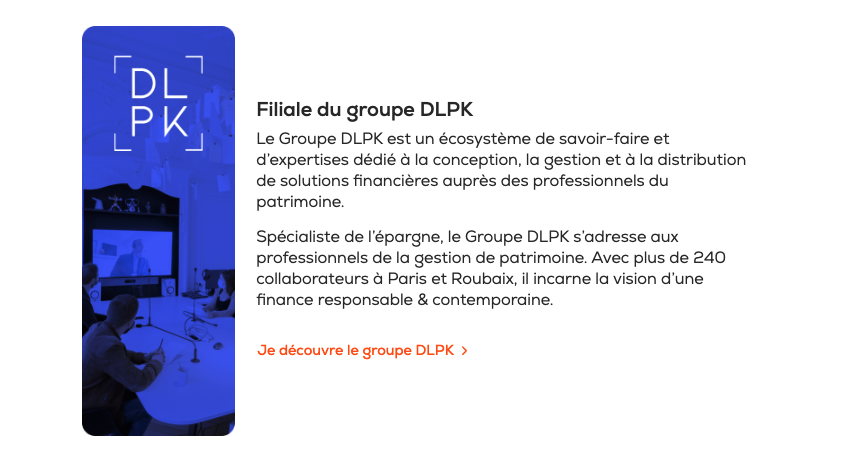 DL
PK
Filiale du groupe DLPK
Le Groupe DLPK est un écosystème de savoir-faire et
d'expertises dédié à la conception, la gestion et à la distribution
de solutions financières auprès des professionnels du
patrimoine.
Spécialiste de l'épargne, le Groupe DLPK s'adresse aux
professionnels de la gestion de patrimoine. Avec plus de 240
collaborateurs à Paris et Roubaix, il incarne la vision d'une
finance responsable & contemporaine.
Je découvre le groupe DLPK >